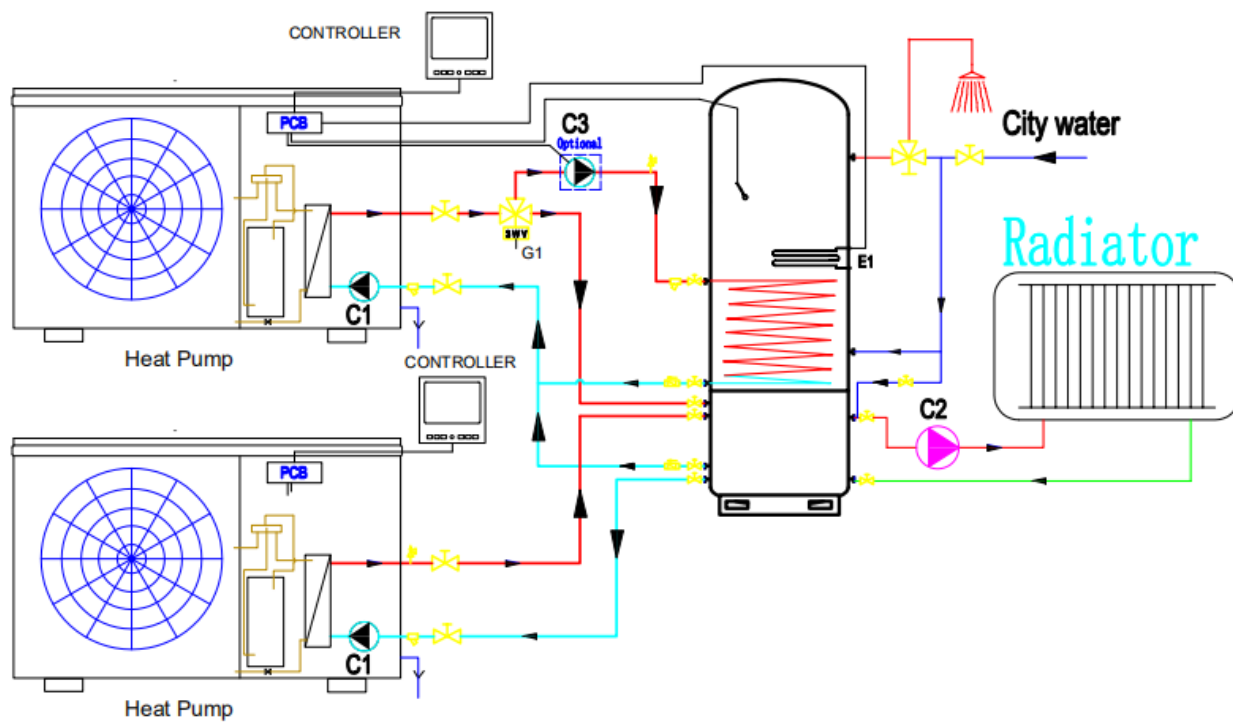 CONTROLLER
PCB
C3
Optional
City water
3WV
G1
E1
Radiator
C1
Heat Pump
CONTROLLER
C2
PCB
C1
Heat Pump